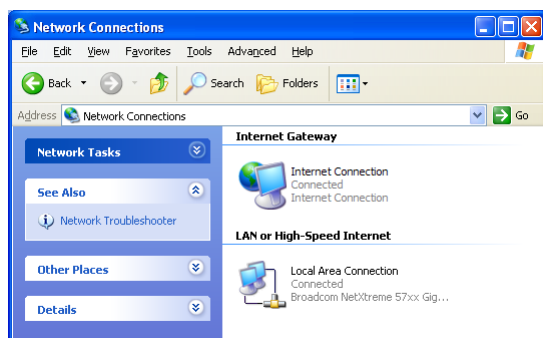 Network Connections
File Edit View Favorites Tools Advanced Help
Back Search Folders
Address Network Connections Go
Network Tasks
See Also
Network Troubleshooter
Other Places
Details
Internet Gateway
Internet Connection
Connected
Internet Connection
LAN or High-Speed Internet
Local Area Connection
Connected
Broadcom NetXtreme 57xx Gig...